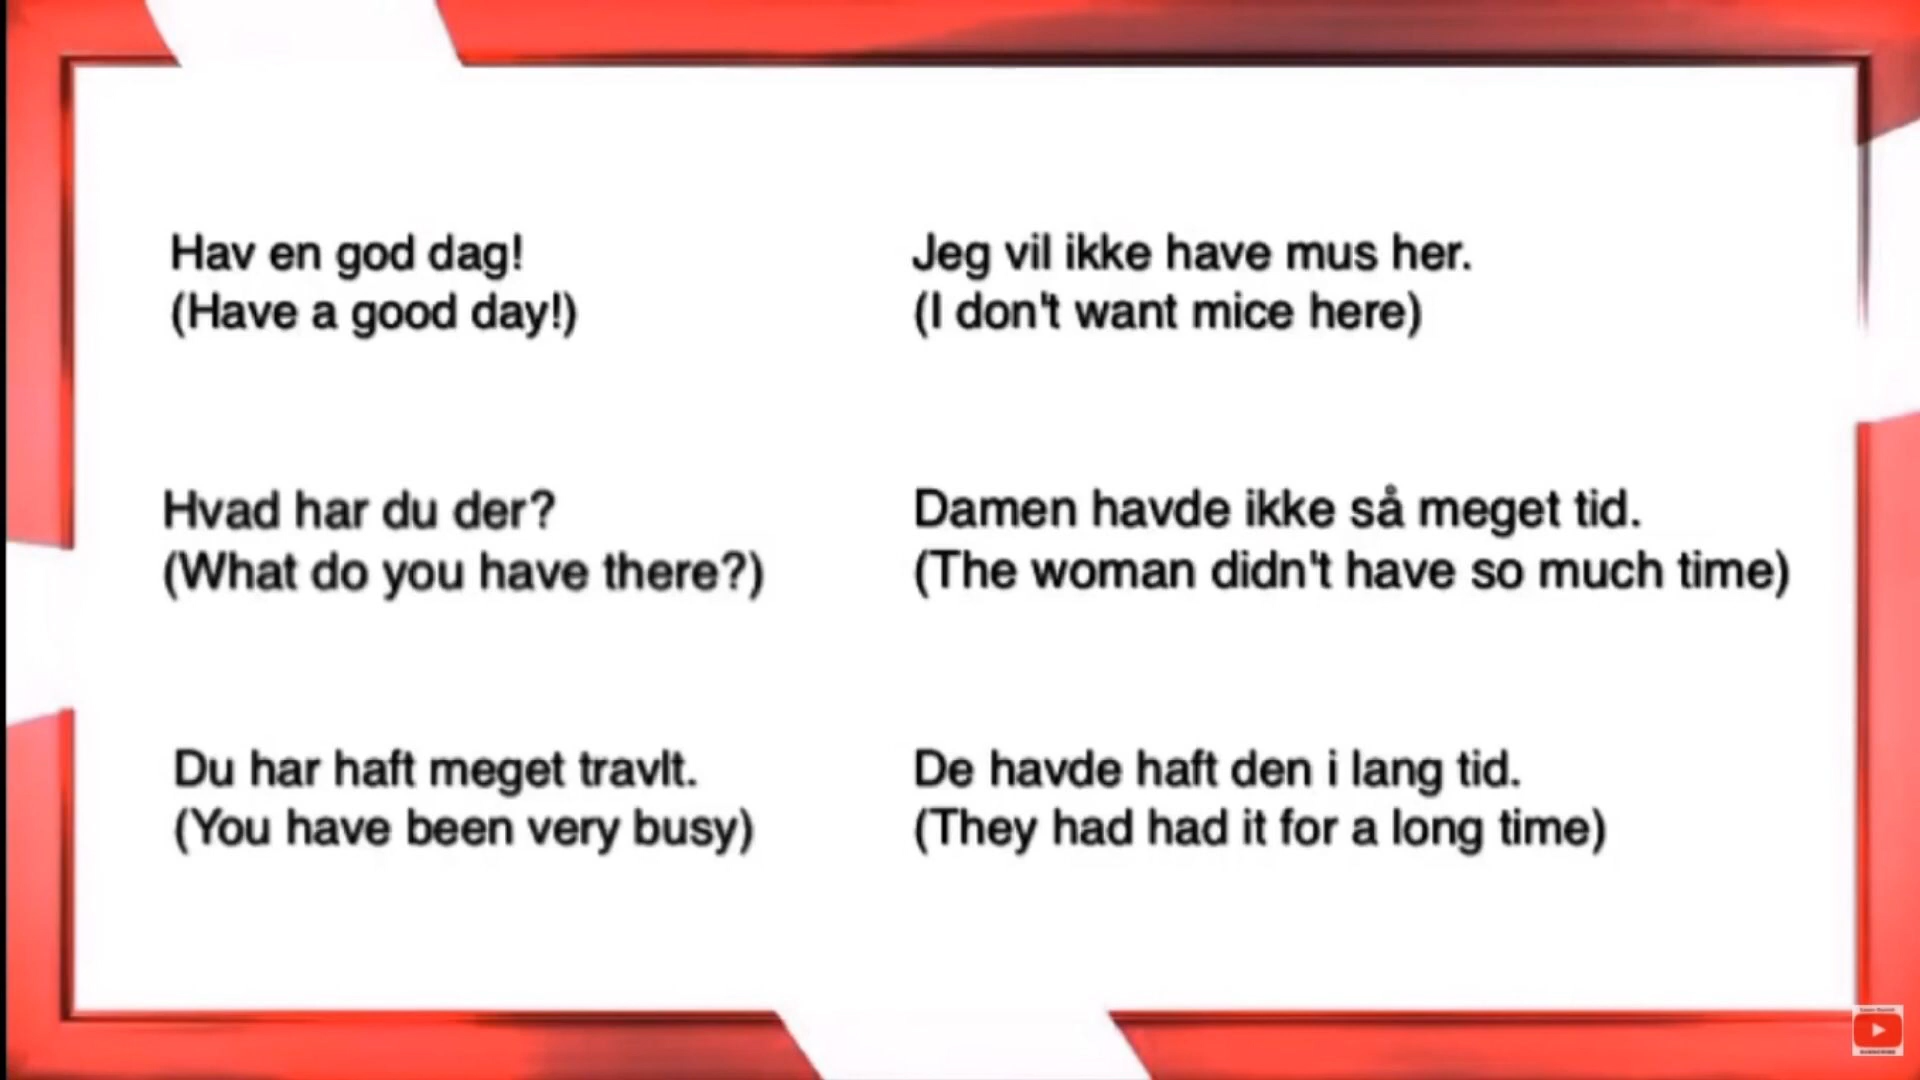 Hav en god dag!
(Have a good day!)
Jeg vil ikke have mus her.
(I don't want mice here)
Hvad har du der?
(What do you have there?)
Damen havde ikke så meget tid.
(The woman didn't have so much time)
Du har haft meget travlt.
(You have been very busy)
De havde haft den i lang tid.
(They had had it for a long time)